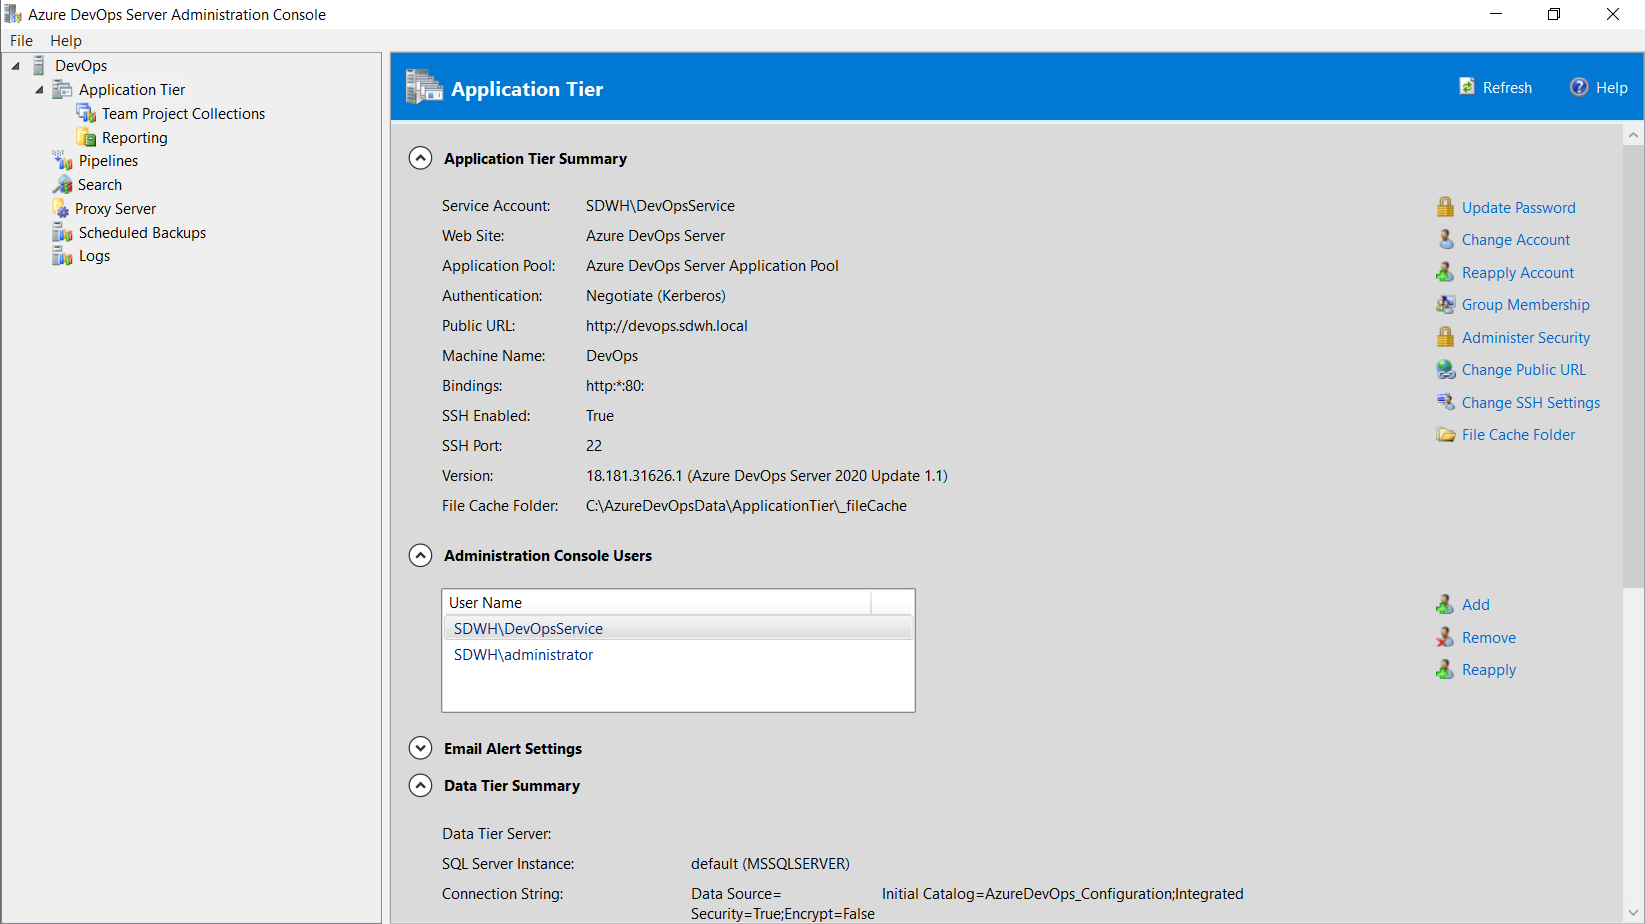 Azure DevOps Server Administration Console
File Help
DevOps
Application Tier
Team Project Collections
Reporting
Pipelines
Search
Proxy Server
Scheduled Backups
Logs
Application Tier
Refresh Help
Application Tier Summary
Service Account: SDWH\DevOpsService
Web Site: Azure DevOps Server
Application Pool: Azure DevOps Server Application Pool
Authentication: Negotiate (Kerberos)
Public URL: http://devops.sdwh.local
Machine Name: DevOps
Bindings: http:*:80:
SSH Enabled: True
SSH Port: 22
Version: 18.181.31626.1 (Azure DevOps Server 2020 Update 1.1)
File Cache Folder: C:\AzureDevOpsData\ApplicationTier\_fileCache
Update Password
Change Account
Reapply Account
Group Membership
Administer Security
Change Public URL
Change SSH Settings
File Cache Folder
Administration Console Users
User Name
SDWH\DevOpsService
SDWH\administrator
Add
Remove
Reapply
Email Alert Settings
Data Tier Summary
Data Tier Server:
SQL Server Instance: default (MSSQLSERVER)
Connection String: Data Source= Initial Catalog=AzureDevOps_Configuration;Integrated
Security=True;Encrypt=False